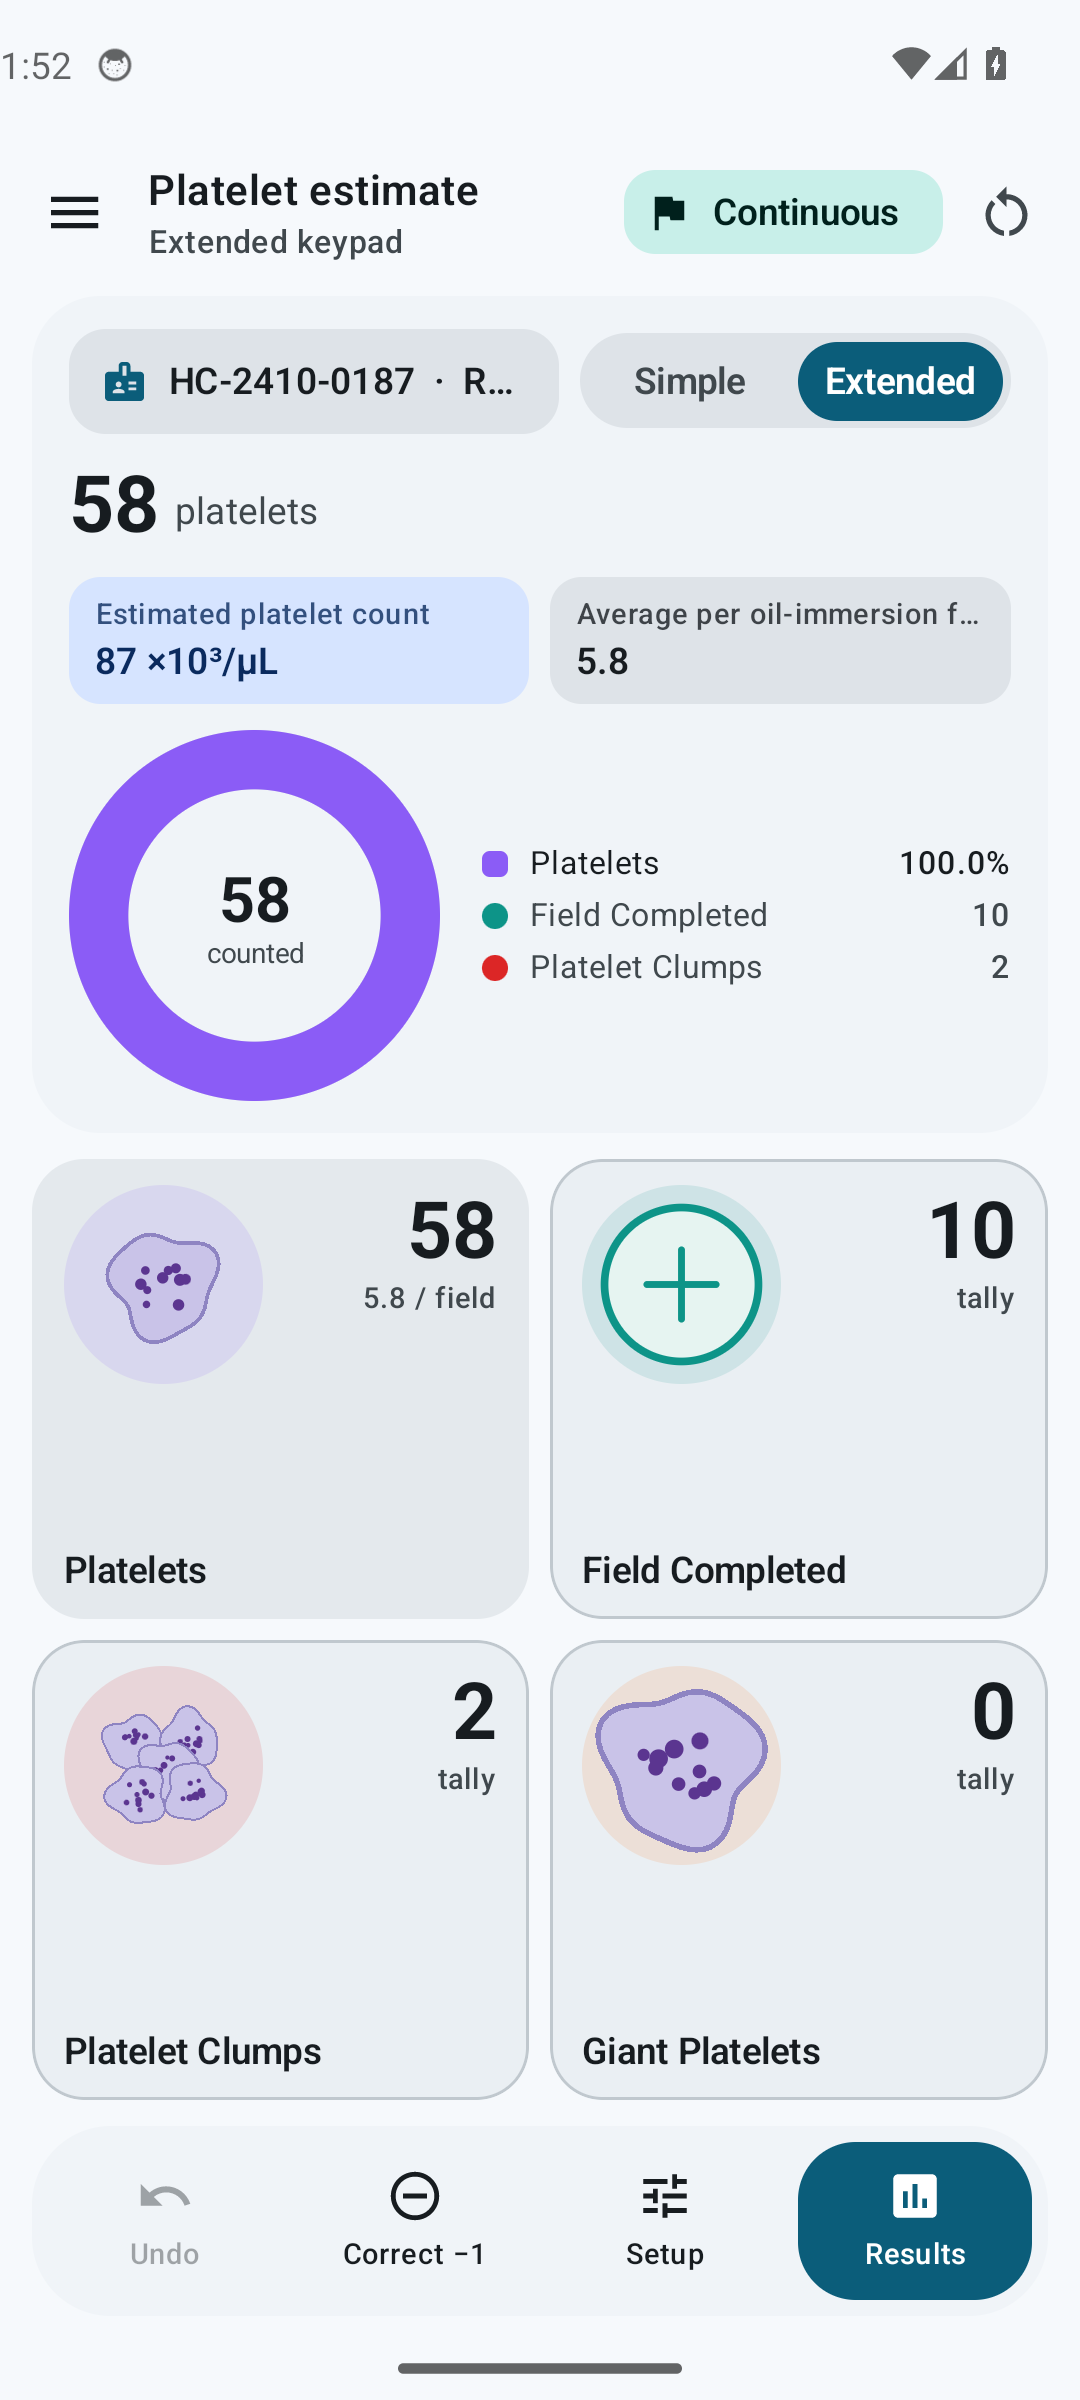 1:52
Platelet estimate
Extended keypad
Continuous
HC-2410-0187 · R…
Simple
Extended
58 platelets
Estimated platelet count
87 ×10³/µL
Average per oil-immersion f…
5.8
58
counted
Platelets 100.0%
Field Completed 10
Platelet Clumps 2
58
5.8 / field
Platelets
10
tally
Field Completed
2
tally
Platelet Clumps
0
tally
Giant Platelets
Undo
Correct −1
Setup
Results